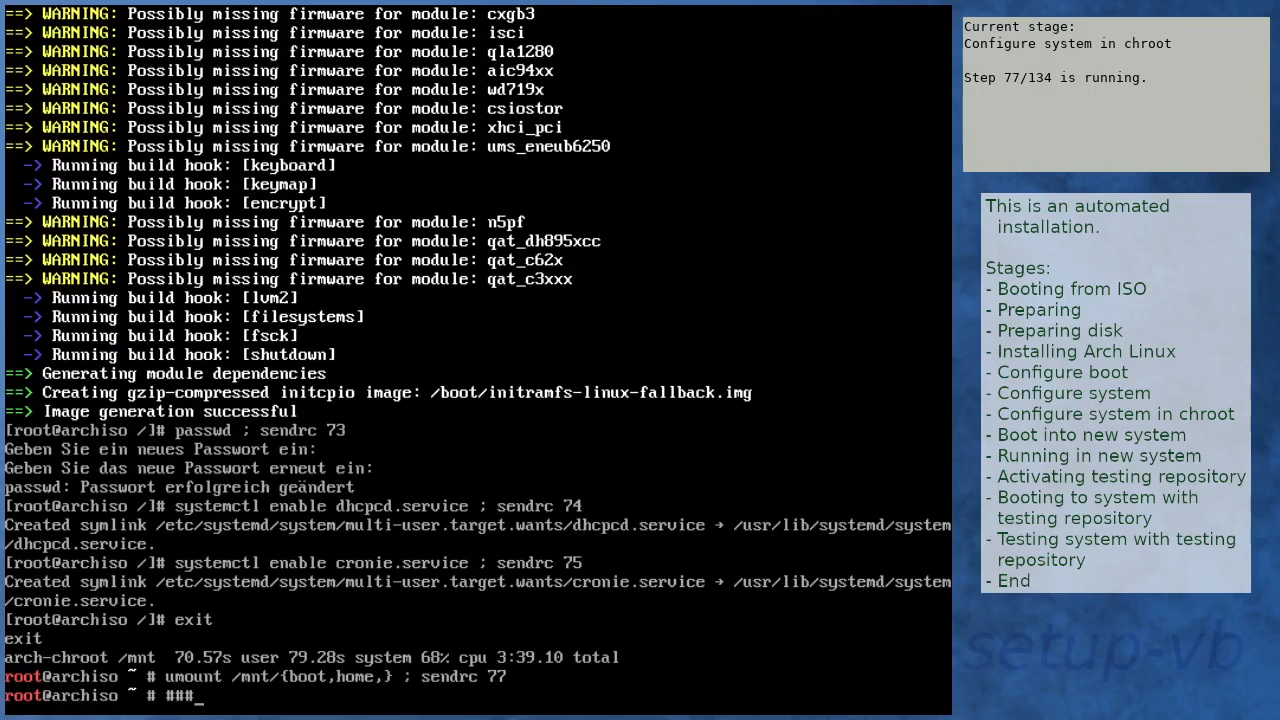 ==> WARNING: Possibly missing firmware for module: cxgb3
==> WARNING: Possibly missing firmware for module: isci
==> WARNING: Possibly missing firmware for module: qla1280
==> WARNING: Possibly missing firmware for module: aic94xx
==> WARNING: Possibly missing firmware for module: wd719x
==> WARNING: Possibly missing firmware for module: csiostor
==> WARNING: Possibly missing firmware for module: xhci_pci
==> WARNING: Possibly missing firmware for module: ums_eneub6250
  -> Running build hook: [keyboard]
  -> Running build hook: [keymap]
  -> Running build hook: [encrypt]
==> WARNING: Possibly missing firmware for module: n5pf
==> WARNING: Possibly missing firmware for module: qat_dh895xcc
==> WARNING: Possibly missing firmware for module: qat_c62x
==> WARNING: Possibly missing firmware for module: qat_c3xxx
  -> Running build hook: [lvm2]
  -> Running build hook: [filesystems]
  -> Running build hook: [fsck]
  -> Running build hook: [shutdown]
==> Generating module dependencies
==> Creating gzip-compressed initcpio image: /boot/initramfs-linux-fallback.img
==> Image generation successful
[root@archiso /]# passwd ; sendrc 73
Geben Sie ein neues Passwort ein:
Geben Sie das neue Passwort erneut ein:
passwd: Passwort erfolgreich geändert
[root@archiso /]# systemctl enable dhcpcd.service ; sendrc 74
Created symlink /etc/systemd/system/multi-user.target.wants/dhcpcd.service → /usr/lib/systemd/system
/dhcpcd.service.
[root@archiso /]# systemctl enable cronie.service ; sendrc 75
Created symlink /etc/systemd/system/multi-user.target.wants/cronie.service → /usr/lib/systemd/system
/cronie.service.
[root@archiso /]# exit
exit
arch-chroot /mnt  70.57s user 79.28s system 68% cpu 3:39.10 total
root@archiso ~ # umount /mnt/{boot,home,} ; sendrc 77
root@archiso ~ # ###_
Current stage:
Configure system in chroot
Step 77/134 is running.
This is an automated
installation.
Stages:
- Booting from ISO
- Preparing
- Preparing disk
- Installing Arch Linux
- Configure boot
- Configure system
- Configure system in chroot
- Boot into new system
- Running in new system
- Activating testing repository
- Booting to system with
testing repository
- Testing system with testing
repository
- End
setup-vb